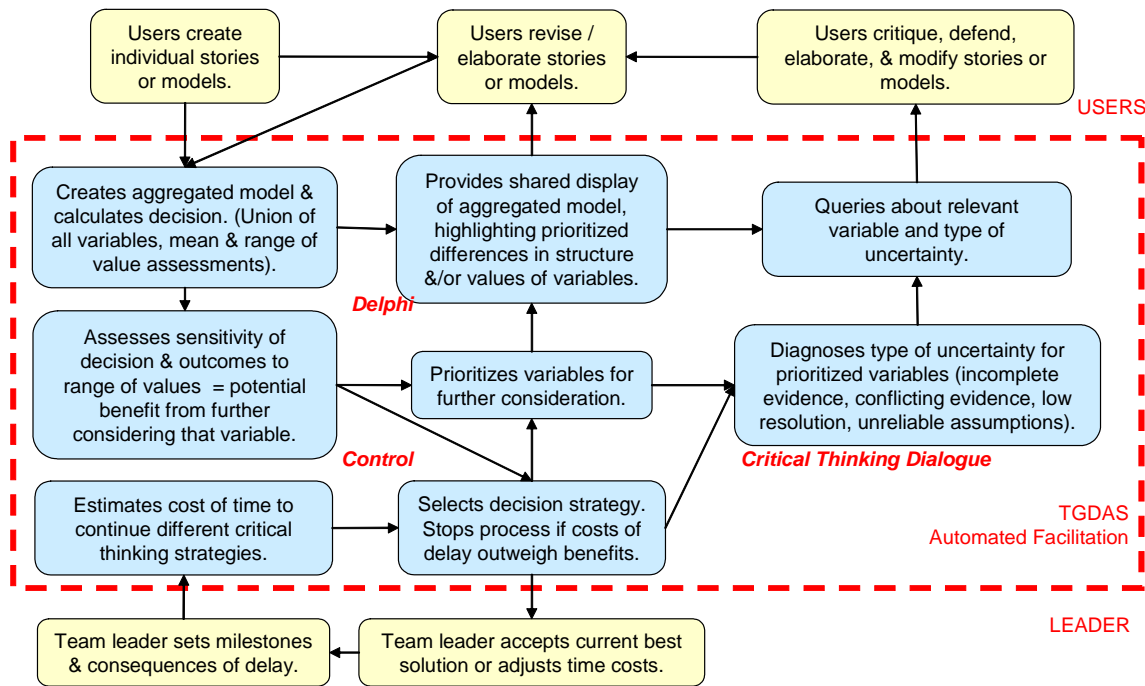 Users create
individual stories
or models.
Users revise /
elaborate stories
or models.
Users critique, defend,
elaborate, & modify stories or
models.
USERS
Creates aggregated model &
calculates decision. (Union of
all variables, mean & range of
value assessments).
Provides shared display
of aggregated model,
highlighting prioritized
differences in structure
&/or values of variables.
Queries about relevant
variable and type of
uncertainty.
Delphi
Assesses sensitivity of
decision & outcomes to
range of values = potential
benefit from further
considering that variable.
Prioritizes variables for
further consideration.
Diagnoses type of uncertainty for
prioritized variables (incomplete
evidence, conflicting evidence, low
resolution, unreliable assumptions).
Control
Critical Thinking Dialogue
Estimates cost of time to
continue different critical
thinking strategies.
Selects decision strategy.
Stops process if costs of
delay outweigh benefits.
TGDAS
Automated Facilitation
LEADER
Team leader sets milestones
& consequences of delay.
Team leader accepts current best
solution or adjusts time costs.